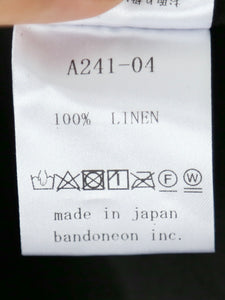 A241-04
100% LINEN
F W
made in japan
bandoneon inc.